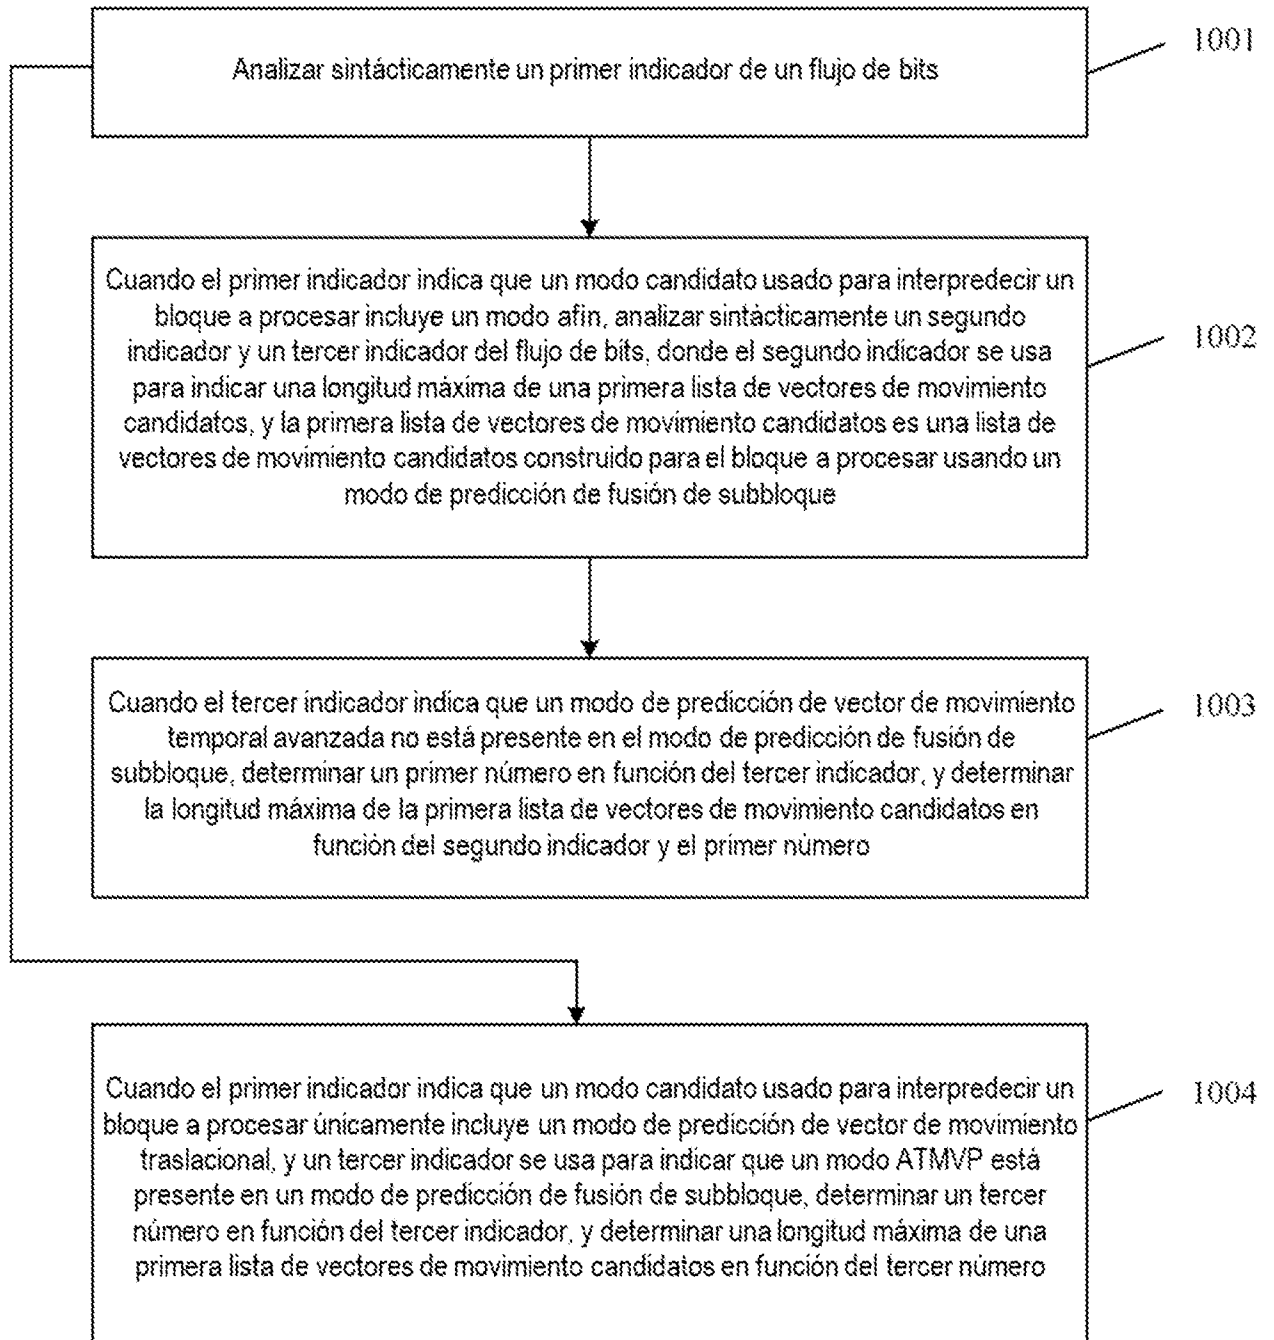 Analizar sintácticamente un primer indicador de un flujo de bits
1001
Cuando el primer indicador indica que un modo candidato usado para interpredecir un
bloque a procesar incluye un modo afín, analizar sintácticamente un segundo
indicador y un tercer indicador del flujo de bits, donde el segundo indicador se usa
para indicar una longitud máxima de una primera lista de vectores de movimiento
candidatos, y la primera lista de vectores de movimiento candidatos es una lista de
vectores de movimiento candidatos construido para el bloque a procesar usando un
modo de predicción de fusión de subbloque
1002
Cuando el tercer indicador indica que un modo de predicción de vector de movimiento
temporal avanzada no está presente en el modo de predicción de fusión de
subbloque, determinar un primer número en función del tercer indicador, y determinar
la longitud máxima de la primera lista de vectores de movimiento candidatos en
función del segundo indicador y el primer número
1003
Cuando el primer indicador indica que un modo candidato usado para interpredecir un
bloque a procesar únicamente incluye un modo de predicción de vector de movimiento
traslacional, y un tercer indicador se usa para indicar que un modo ATMVP está
presente en un modo de predicción de fusión de subbloque, determinar un tercer
número en función del tercer indicador, y determinar una longitud máxima de una
primera lista de vectores de movimiento candidatos en función del tercer número
1004